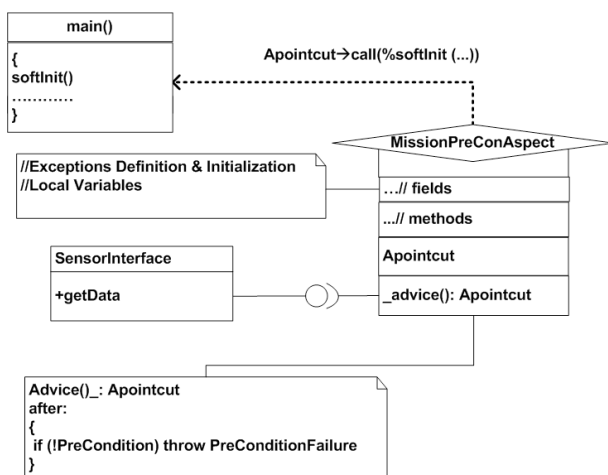 main()
{
softInit()
…………
}
Apointcut→call(%softInit (...))
MissionPreConAspect
//Exceptions Definition & Initialization
//Local Variables
…// fields
...// methods
Apointcut
_advice(): Apointcut
SensorInterface
+getData
Advice()_: Apointcut
after:
{
if (!PreCondition) throw PreConditionFailure
}